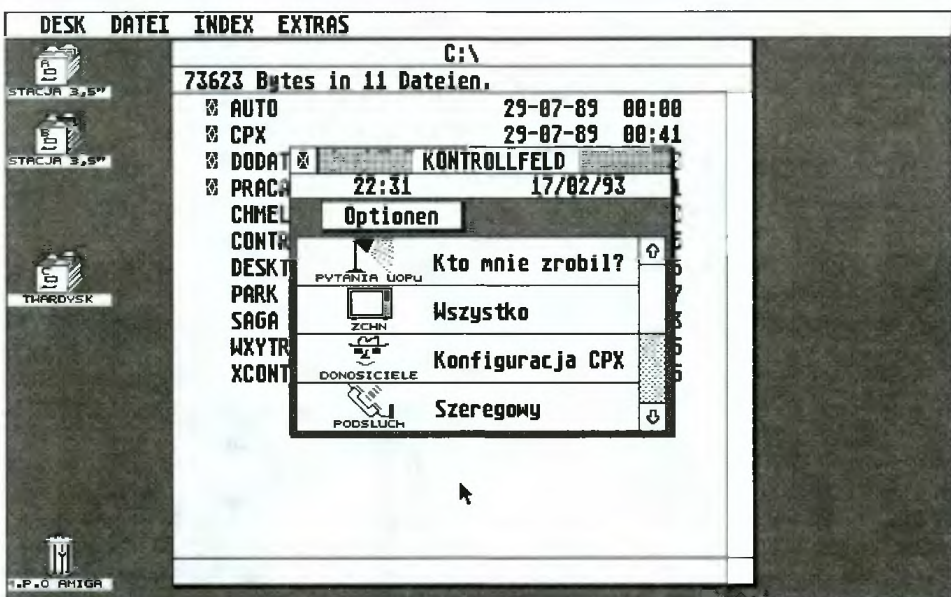 DESK DATEI INDEX EXTRAS
C:\
73623 Bytes in 11 Dateien.
AUTO 29-07-89 00:00
CPX 29-07-89 00:41
DODAT
PRACA
CHMEL
CONTR
DESKT
PARK
SAGA
WXYTR
XCONT
KONTROLLFELD
22:31 17/02/93
Optionen
PYTANIA UOPU Kto mnie zrobil?
ZCHN Wszystko
DONOSICIELE Konfiguracja CPX
PODSLUCH Szeregowy
A
STACJA 3,5"
B
STACJA 3,5"
C
TWARDYSK
.P.O AMIGA